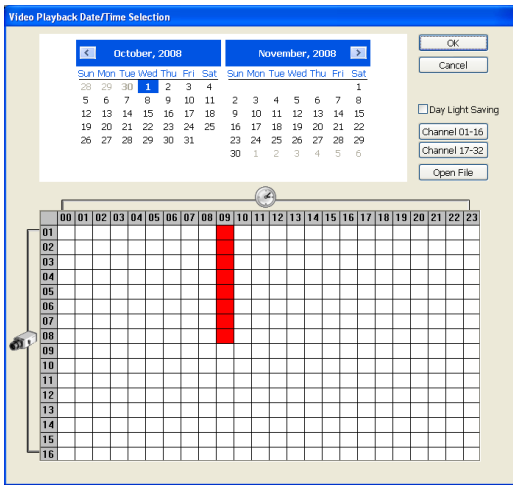 Video Playback Date/Time Selection
October, 2008
Sun Mon Tue Wed Thu Fri Sat
28 29 30 1 2 3 4
5 6 7 8 9 10 11
12 13 14 15 16 17 18
19 20 21 22 23 24 25
26 27 28 29 30 31
November, 2008
Sun Mon Tue Wed Thu Fri Sat
1
2 3 4 5 6 7 8
9 10 11 12 13 14 15
16 17 18 19 20 21 22
23 24 25 26 27 28 29
30 1 2 3 4 5 6
OK
Cancel
Day Light Saving
Channel 01-16
Channel 17-32
Open File
00 01 02 03 04 05 06 07 08 09 10 11 12 13 14 15 16 17 18 19 20 21 22 23
01
02
03
04
05
06
07
08
09
10
11
12
13
14
15
16